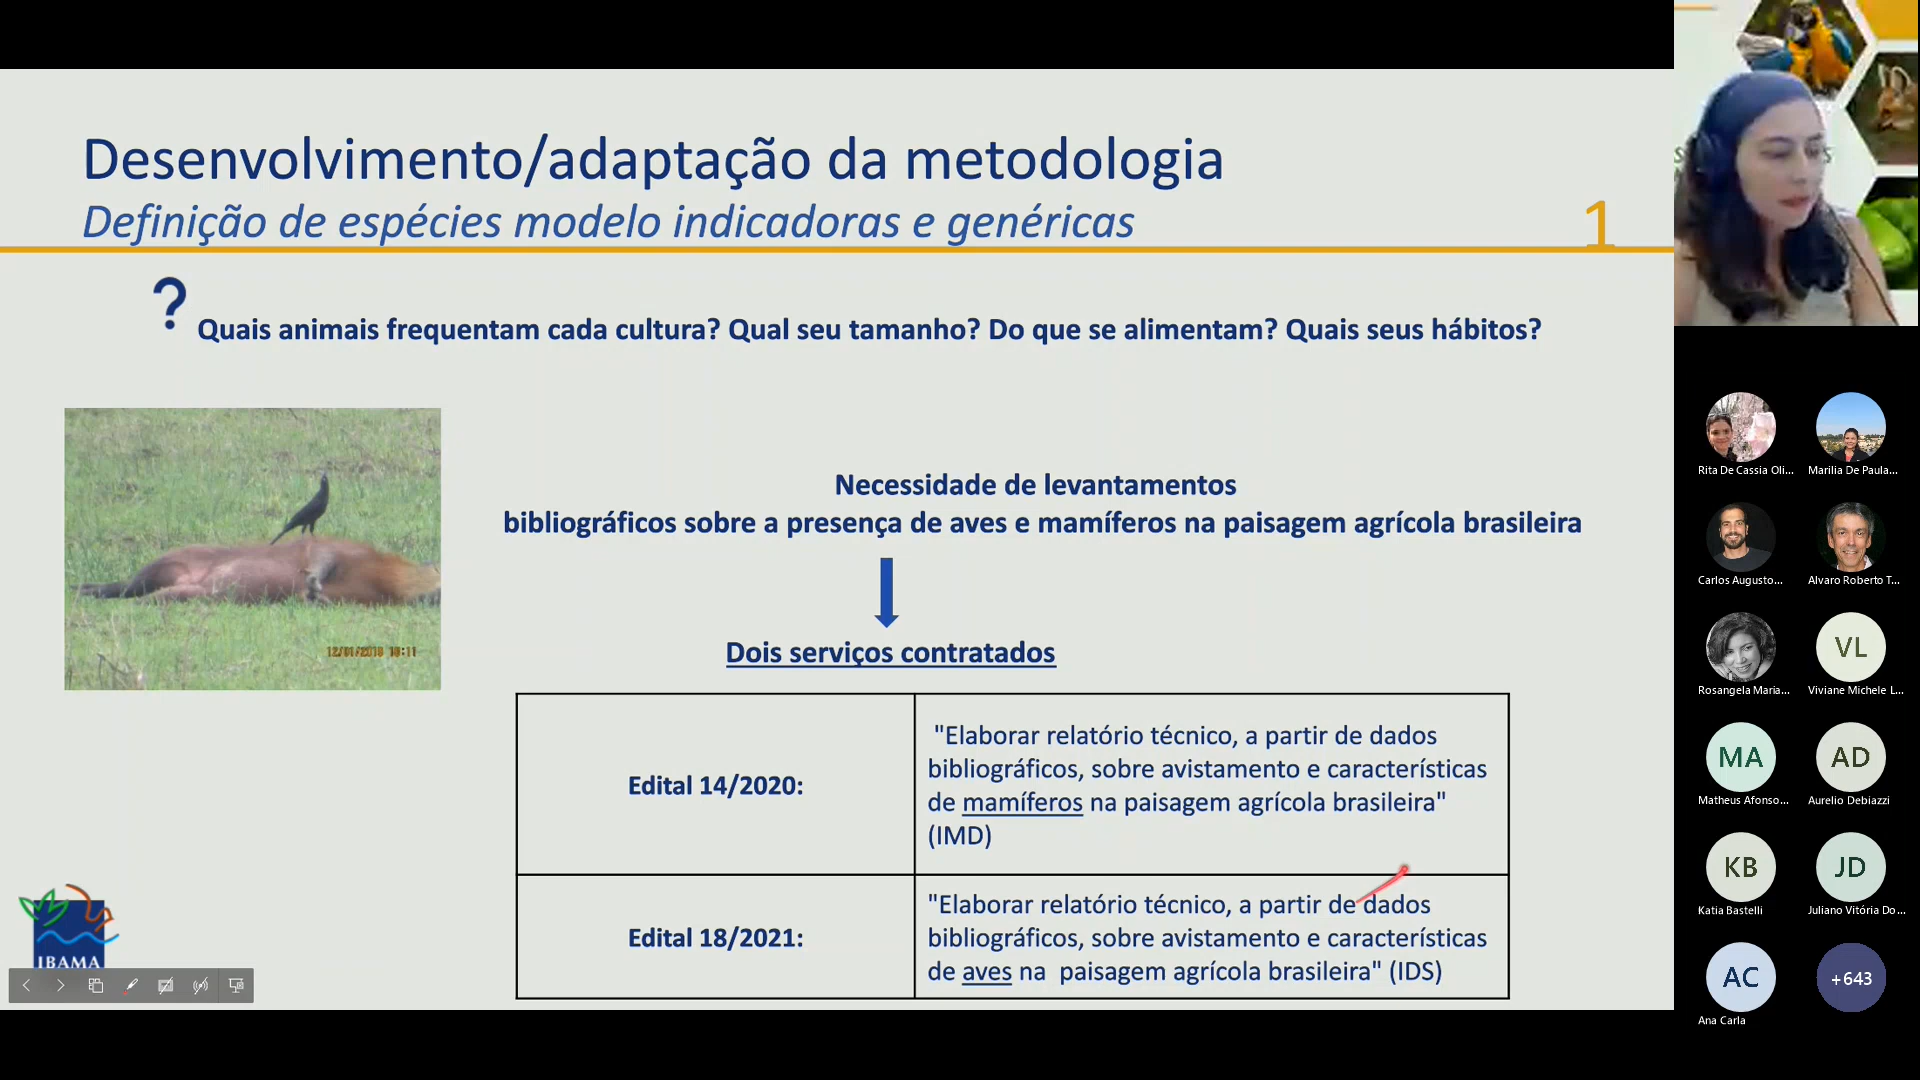 Desenvolvimento/adaptação da metodologia
Definição de espécies modelo indicadoras e genéricas
1
?
Quais animais frequentam cada cultura? Qual seu tamanho? Do que se alimentam? Quais seus hábitos?
Necessidade de levantamentos
bibliográficos sobre a presença de aves e mamíferos na paisagem agrícola brasileira
Dois serviços contratados
Edital 14/2020:
"Elaborar relatório técnico, a partir de dados
bibliográficos, sobre avistamento e características
de mamíferos na paisagem agrícola brasileira"
(IMD)
Edital 18/2021:
"Elaborar relatório técnico, a partir de dados
bibliográficos, sobre avistamento e características
de aves na paisagem agrícola brasileira" (IDS)
IBAMA
Rita De Cassia Oli...
Marilia De Paula...
Carlos Augusto...
Alvaro Roberto T...
Rosangela Maria...
VL
Viviane Michele L...
MA
Matheus Afonso...
AD
Aurelio Debiazzi
KB
Katia Bastelli
JD
Juliano Vitória Do...
AC
Ana Carla
+643